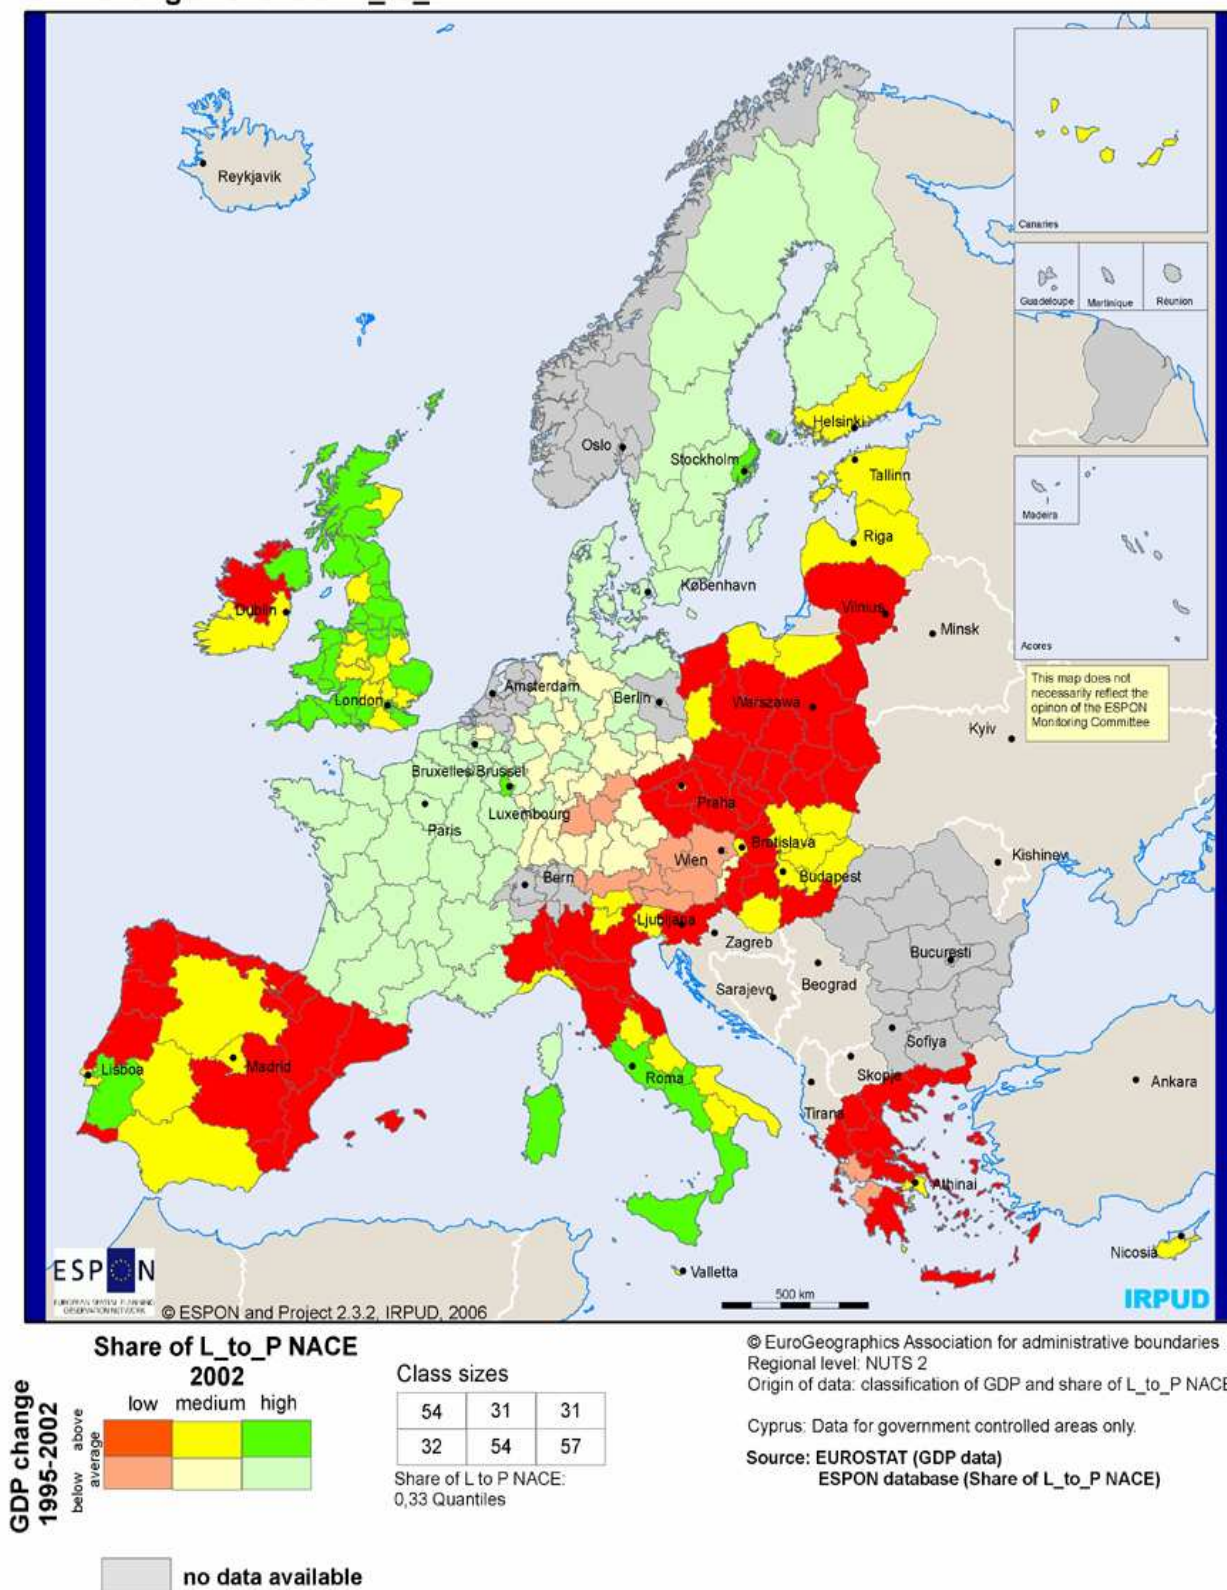 Reykjavik
Canaries
Guadeloupe
Martinique
Réunion
Helsinki
Oslo
Stockholm
Tallinn
Madeira
Riga
København
Dublin
Vilnius
Minsk
Acores
This map does not
necessarily reflect the
opinon of the ESPON
Monitoring Committee
Amsterdam
Berlin
London
Warszawa
Kyiv
Bruxelles/Brussel
Praha
Luxembourg
Paris
Wien
Bratislava
Kishinev
Bern
Budapest
Ljubljana
Zagreb
Bucuresti
Sarajevo
Beograd
Sofiya
Lisboa
Madrid
Roma
Skopje
Ankara
Tirana
Athinai
Nicosia
Valletta
ESPON
EUROPEAN SPATIAL PLANNING
OBSERVATION NETWORK
© ESPON and Project 2.3.2, IRPUD, 2006
500 km
IRPUD
Share of L_to_P NACE
2002
low medium high
GDP change
1995-2002
below above
average
Class sizes
54 31 31
32 54 57
Share of L to P NACE:
0,33 Quantiles
no data available
© EuroGeographics Association for administrative boundaries
Regional level: NUTS 2
Origin of data: classification of GDP and share of L_to_P NACE
Cyprus: Data for government controlled areas only.
Source: EUROSTAT (GDP data)
ESPON database (Share of L_to_P NACE)